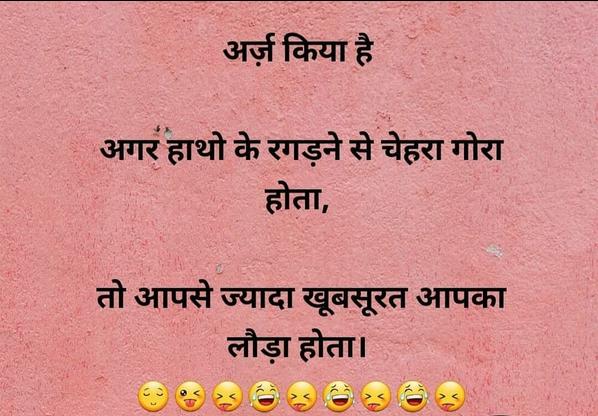 अर्ज़ किया है
अगर हाथो के रगड़ने से चेहरा गोरा
होता,
तो आपसे ज्यादा खूबसूरत आपका
लौड़ा होता।
😌😜😝😂😝😂😝😂😝